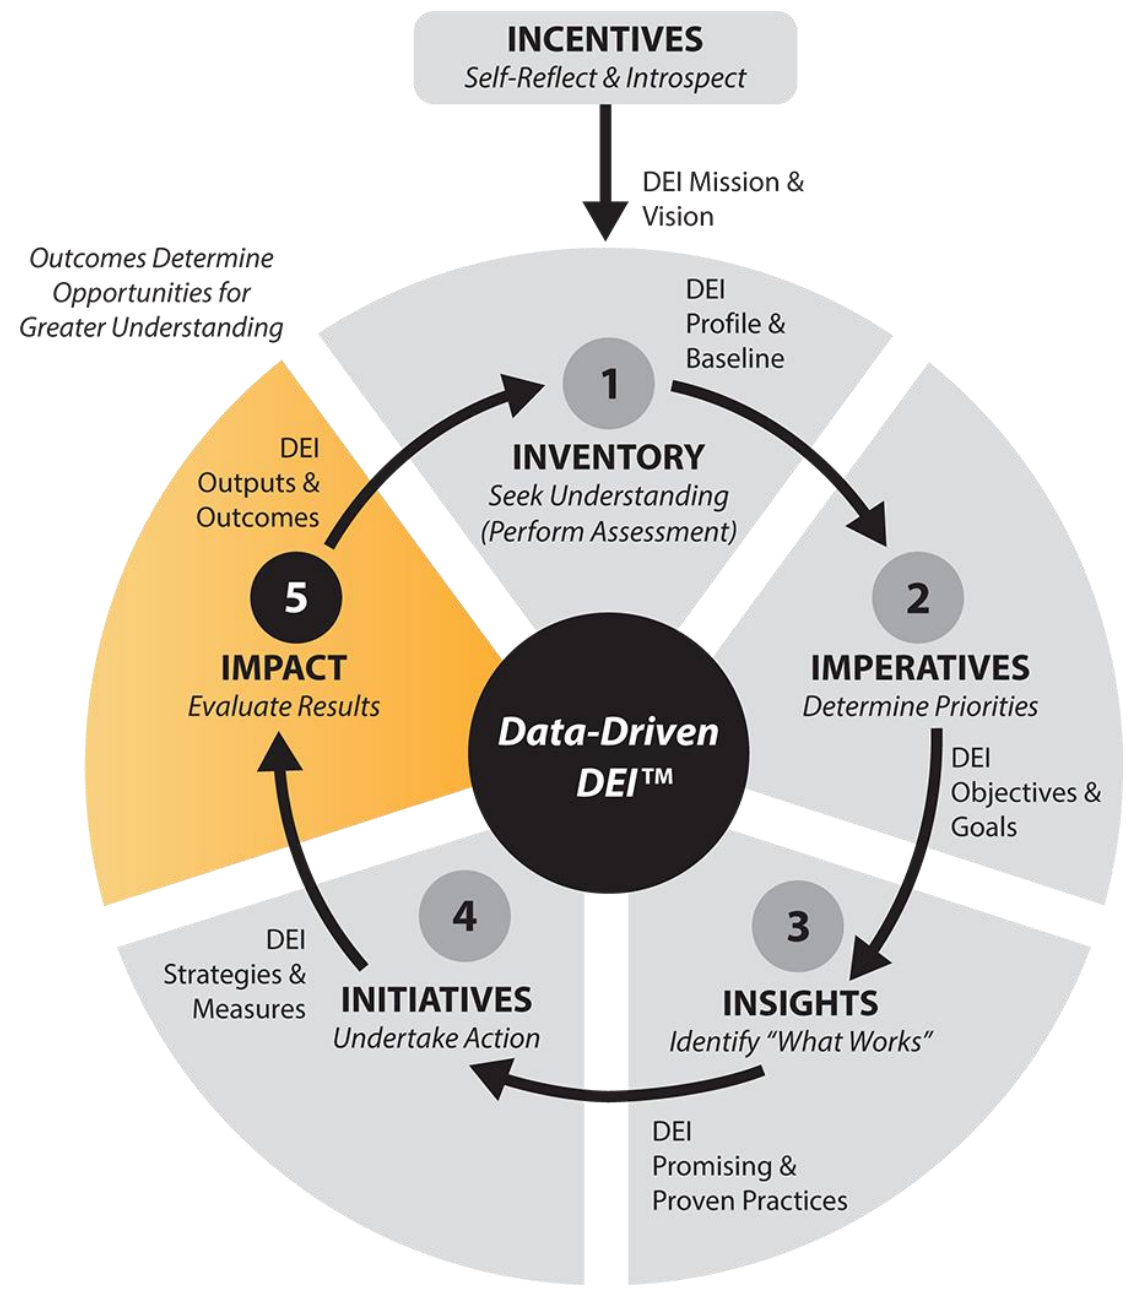 INCENTIVES
Self-Reflect & Introspect
DEI Mission &
Vision
Outcomes Determine
Opportunities for
Greater Understanding
DEI
Profile &
Baseline
1
INVENTORY
Seek Understanding
(Perform Assessment)
2
IMPERATIVES
Determine Priorities
DEI
Objectives &
Goals
3
INSIGHTS
Identify “What Works”
DEI
Promising &
Proven Practices
4
INITIATIVES
Undertake Action
DEI
Strategies &
Measures
5
IMPACT
Evaluate Results
DEI
Outputs &
Outcomes
Data-Driven
DEI™